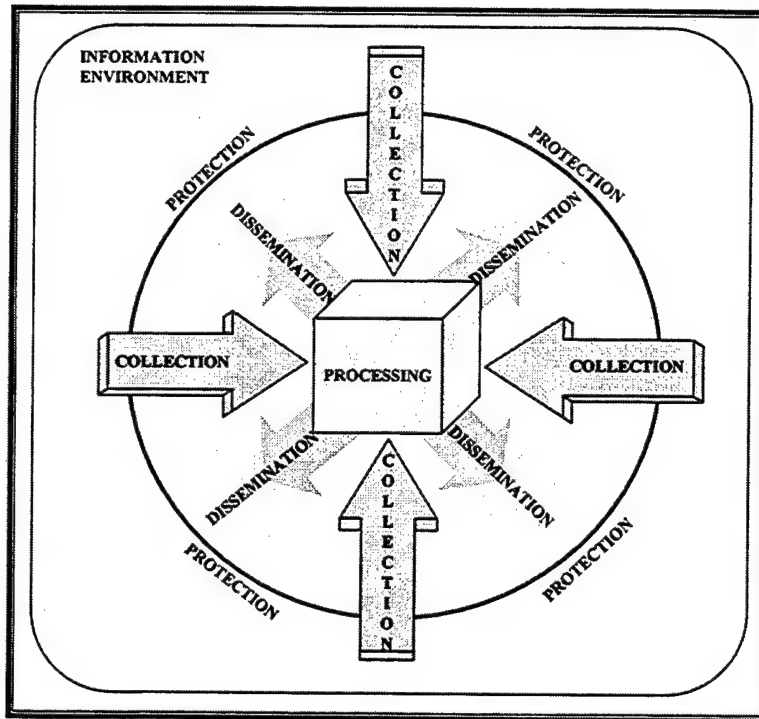 INFORMATION
ENVIRONMENT
COLLECTION
PROTECTION
PROTECTION
DISSEMINATION
DISSEMINATION
COLLECTION
PROCESSING
COLLECTION
DISSEMINATION
DISSEMINATION
COLLECTION
PROTECTION
PROTECTION